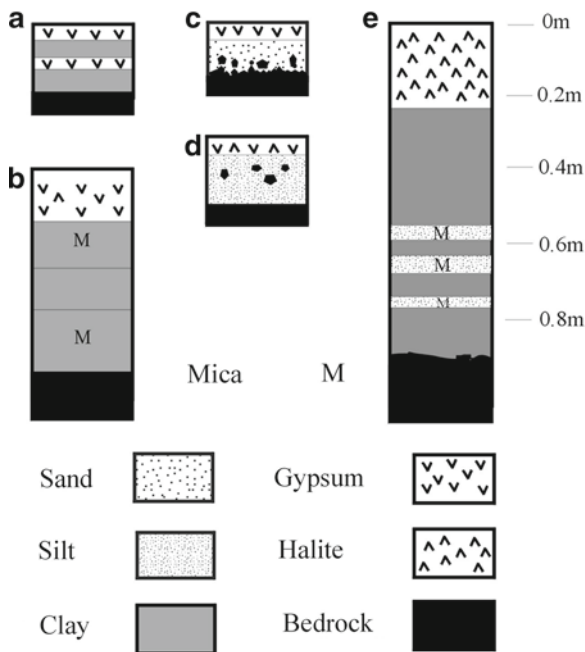 a
c
e
0m
0.2m
d
0.4m
b
M
M
0.6m
M
M
M
0.8m
Mica M
Sand
Gypsum
Silt
Halite
Clay
Bedrock